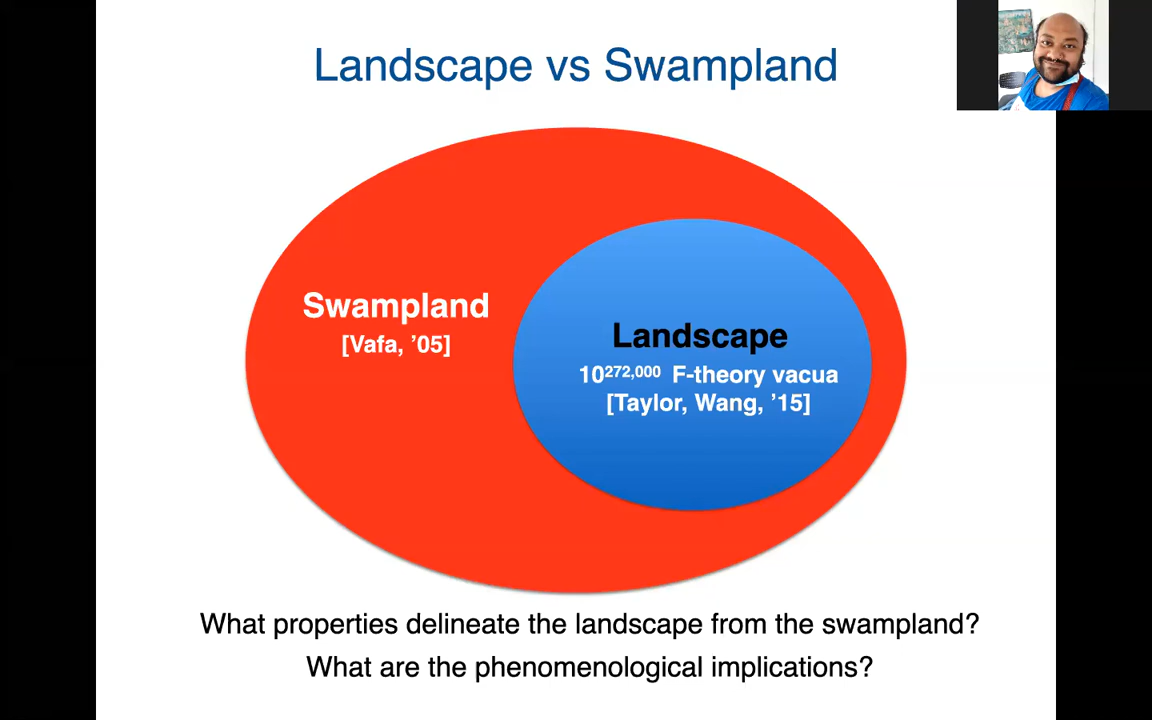 Landscape vs Swampland
Swampland
[Vafa, ’05]
Landscape
10²⁷²,⁰⁰⁰ F-theory vacua
[Taylor, Wang, ’15]
What properties delineate the landscape from the swampland?
What are the phenomenological implications?